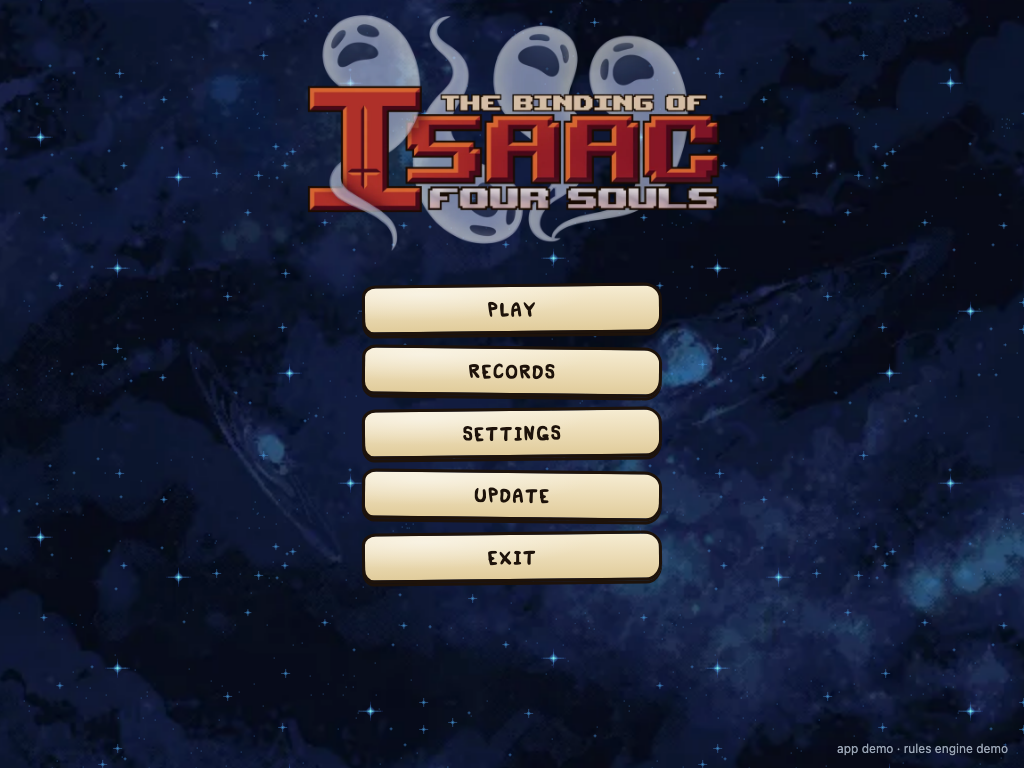 THE BINDING OF
ISAAC
FOUR SOULS
PLAY
RECORDS
SETTINGS
UPDATE
EXIT
app demo · rules engine demo